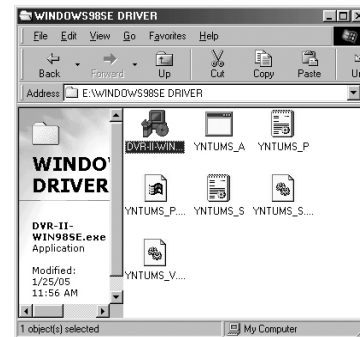 WINDOWS98SE DRIVER
File Edit View Go Favorites Help
Back Forward Up Cut Copy Paste Un
Address E:\WINDOWS98SE DRIVER
WINDO
DRIVER
DVR-II-
WIN98SE.exe
Application
Modified:
1/25/05
11:56 AM
DVR-II-WIN... YNTUMS_A YNTUMS_P
YNTUMS_P.... YNTUMS_S YNTUMS_S....
YNTUMS_V....
1 object(s) selected My Computer